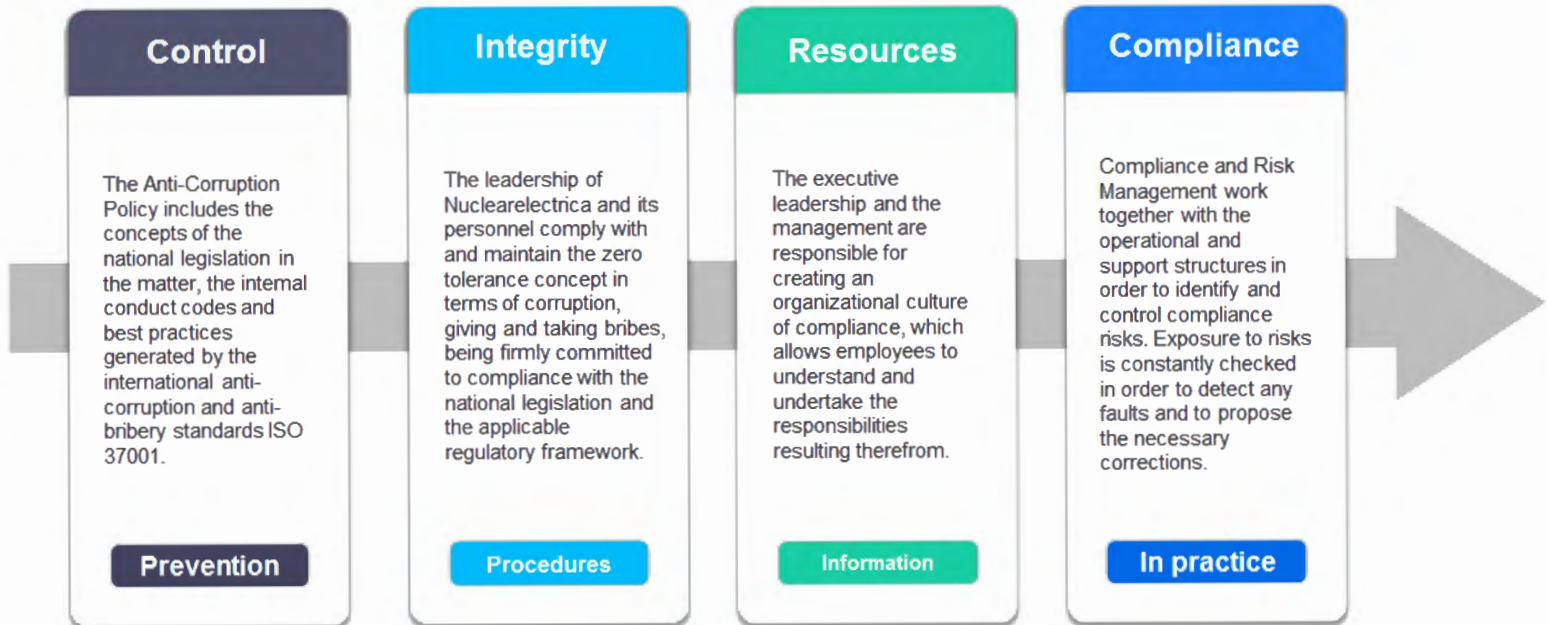 Control
The Anti-Corruption
Policy includes the
concepts of the
national legislation in
the matter, the internal
conduct codes and
best practices
generated by the
international anti-
corruption and anti-
bribery standards ISO
37001.
Prevention
Integrity
The leadership of
Nuclearelectrica and its
personnel comply with
and maintain the zero
tolerance concept in
terms of corruption,
giving and taking bribes,
being firmly committed
to compliance with the
national legislation and
the applicable
regulatory framework.
Procedures
Resources
The executive
leadership and the
management are
responsible for
creating an
organizational culture
of compliance, which
allows employees to
understand and
undertake the
responsibilities
resulting therefrom.
Information
Compliance
Compliance and Risk
Management work
together with the
operational and
support structures in
order to identify and
control compliance
risks. Exposure to risks
is constantly checked
in order to detect any
faults and to propose
the necessary
corrections.
In practice